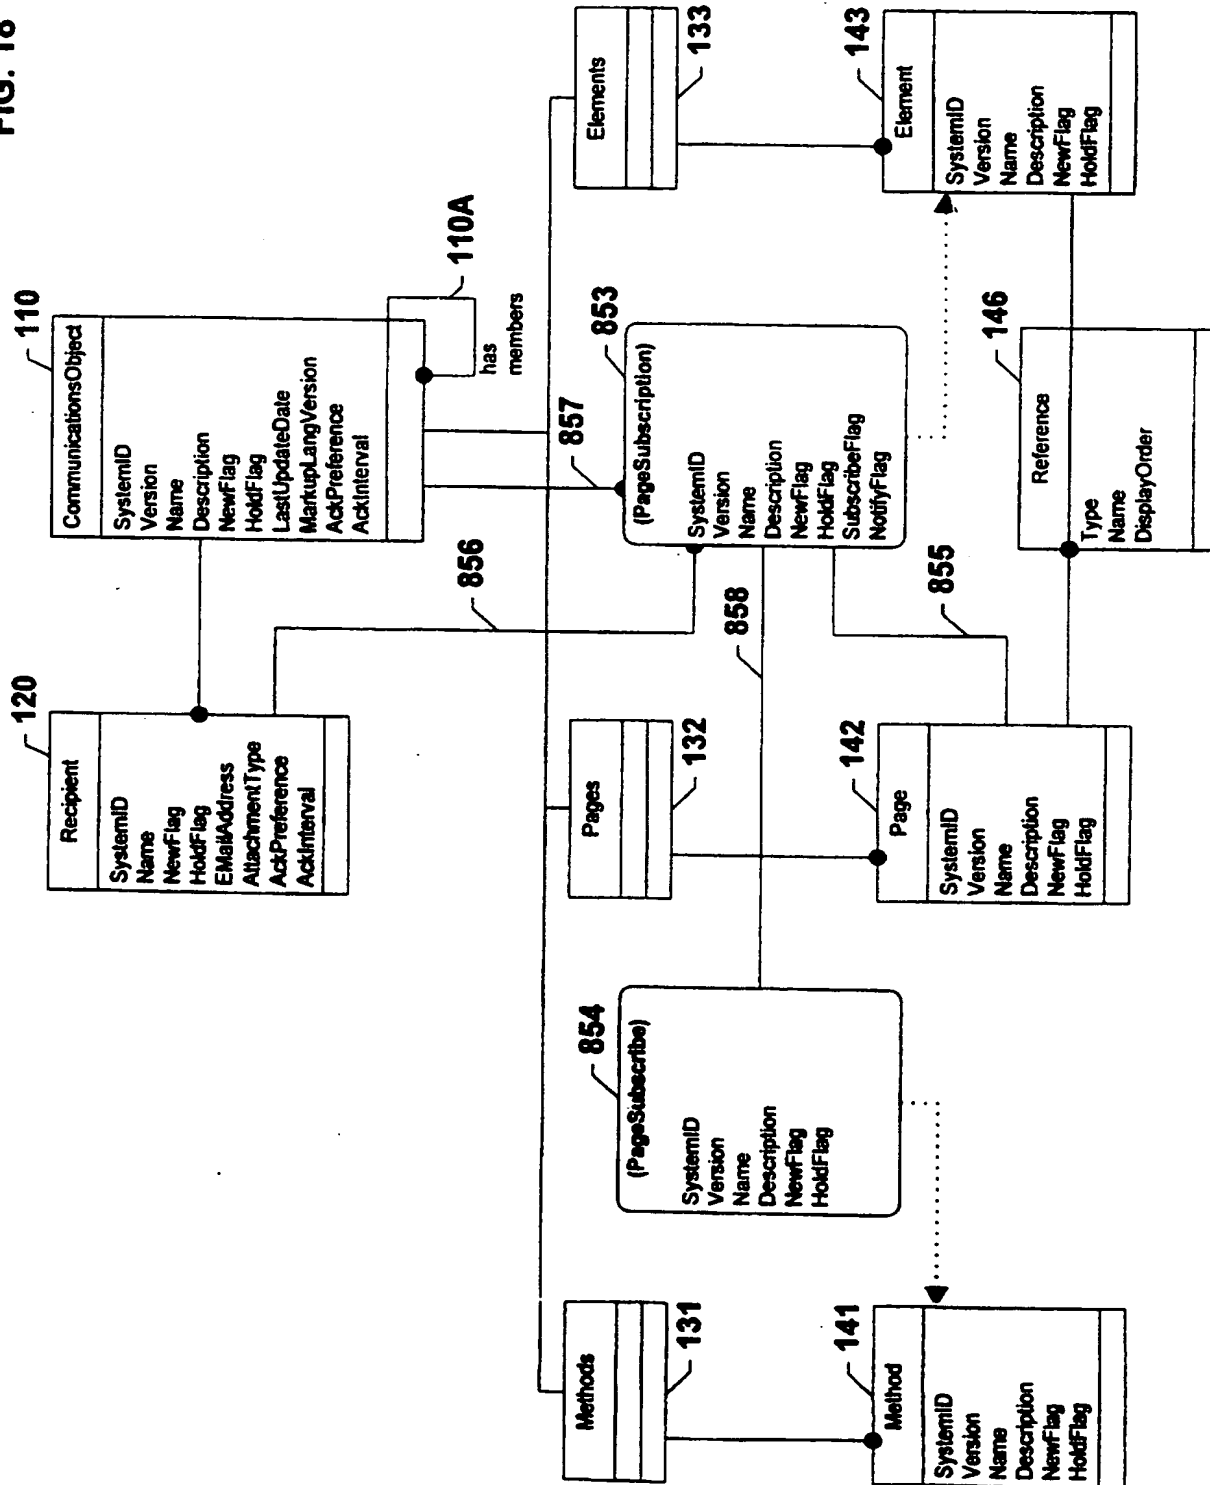 FIG. 18
120
Recipient
SystemID
Name
NewFlag
HoldFlag
EMailAddress
AttachmentType
AckPreference
AckInterval
110
CommunicationsObject
SystemID
Version
Name
Description
NewFlag
HoldFlag
LastUpdateDate
MarkupLangVersion
AckPreference
AckInterval
110A
has
members
856
857
Methods
131
Pages
132
Elements
133
854
(PageSubscribe)
SystemID
Version
Name
Description
NewFlag
HoldFlag
858
853
(PageSubscription)
SystemID
Version
Name
Description
NewFlag
HoldFlag
SubscribeFlag
NotifyFlag
855
141
Method
SystemID
Version
Name
Description
NewFlag
HoldFlag
142
Page
SystemID
Version
Name
Description
NewFlag
HoldFlag
146
Reference
Type
Name
DisplayOrder
143
Element
SystemID
Version
Name
Description
NewFlag
HoldFlag